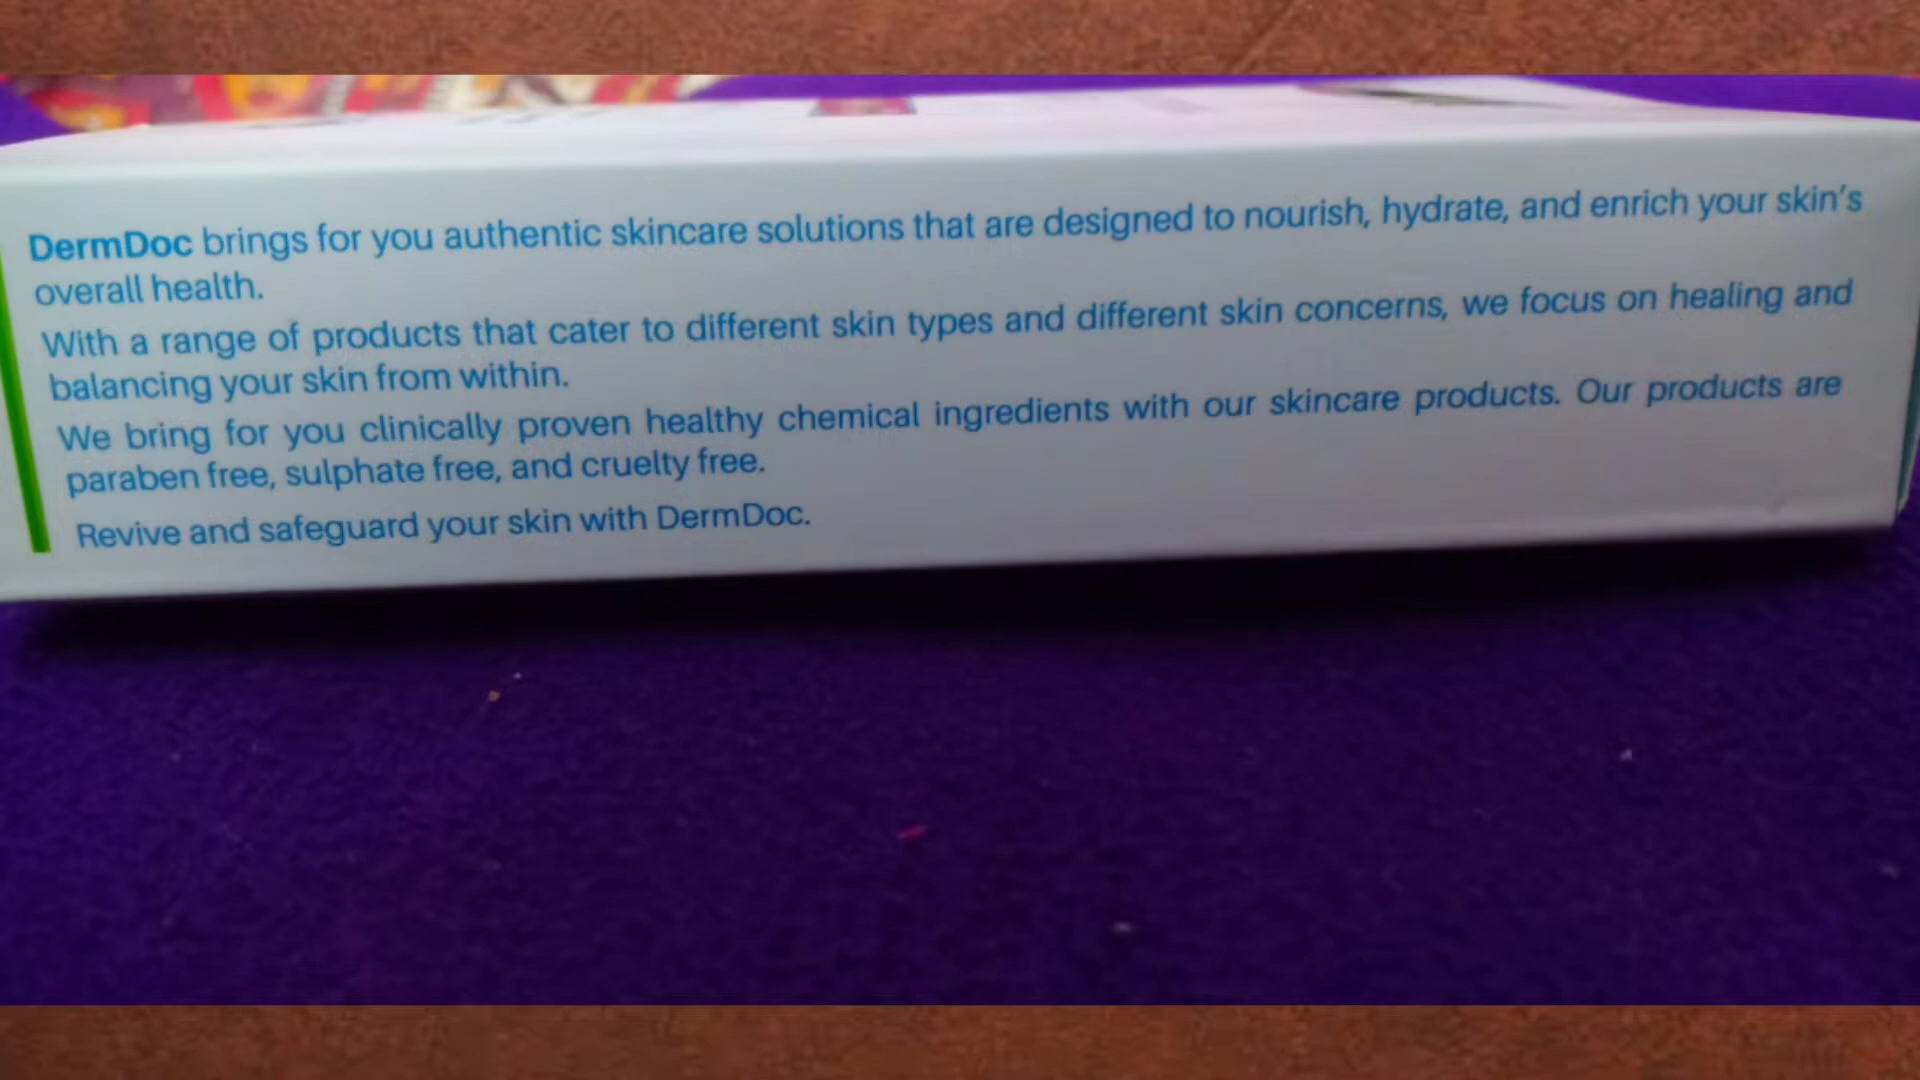 DermDoc brings for you authentic skincare solutions that are designed to nourish, hydrate, and enrich your skin's
overall health.
With a range of products that cater to different skin types and different skin concerns, we focus on healing and
balancing your skin from within.
We bring for you clinically proven healthy chemical ingredients with our skincare products. Our products are
paraben free, sulphate free, and cruelty free.
Revive and safeguard your skin with DermDoc.